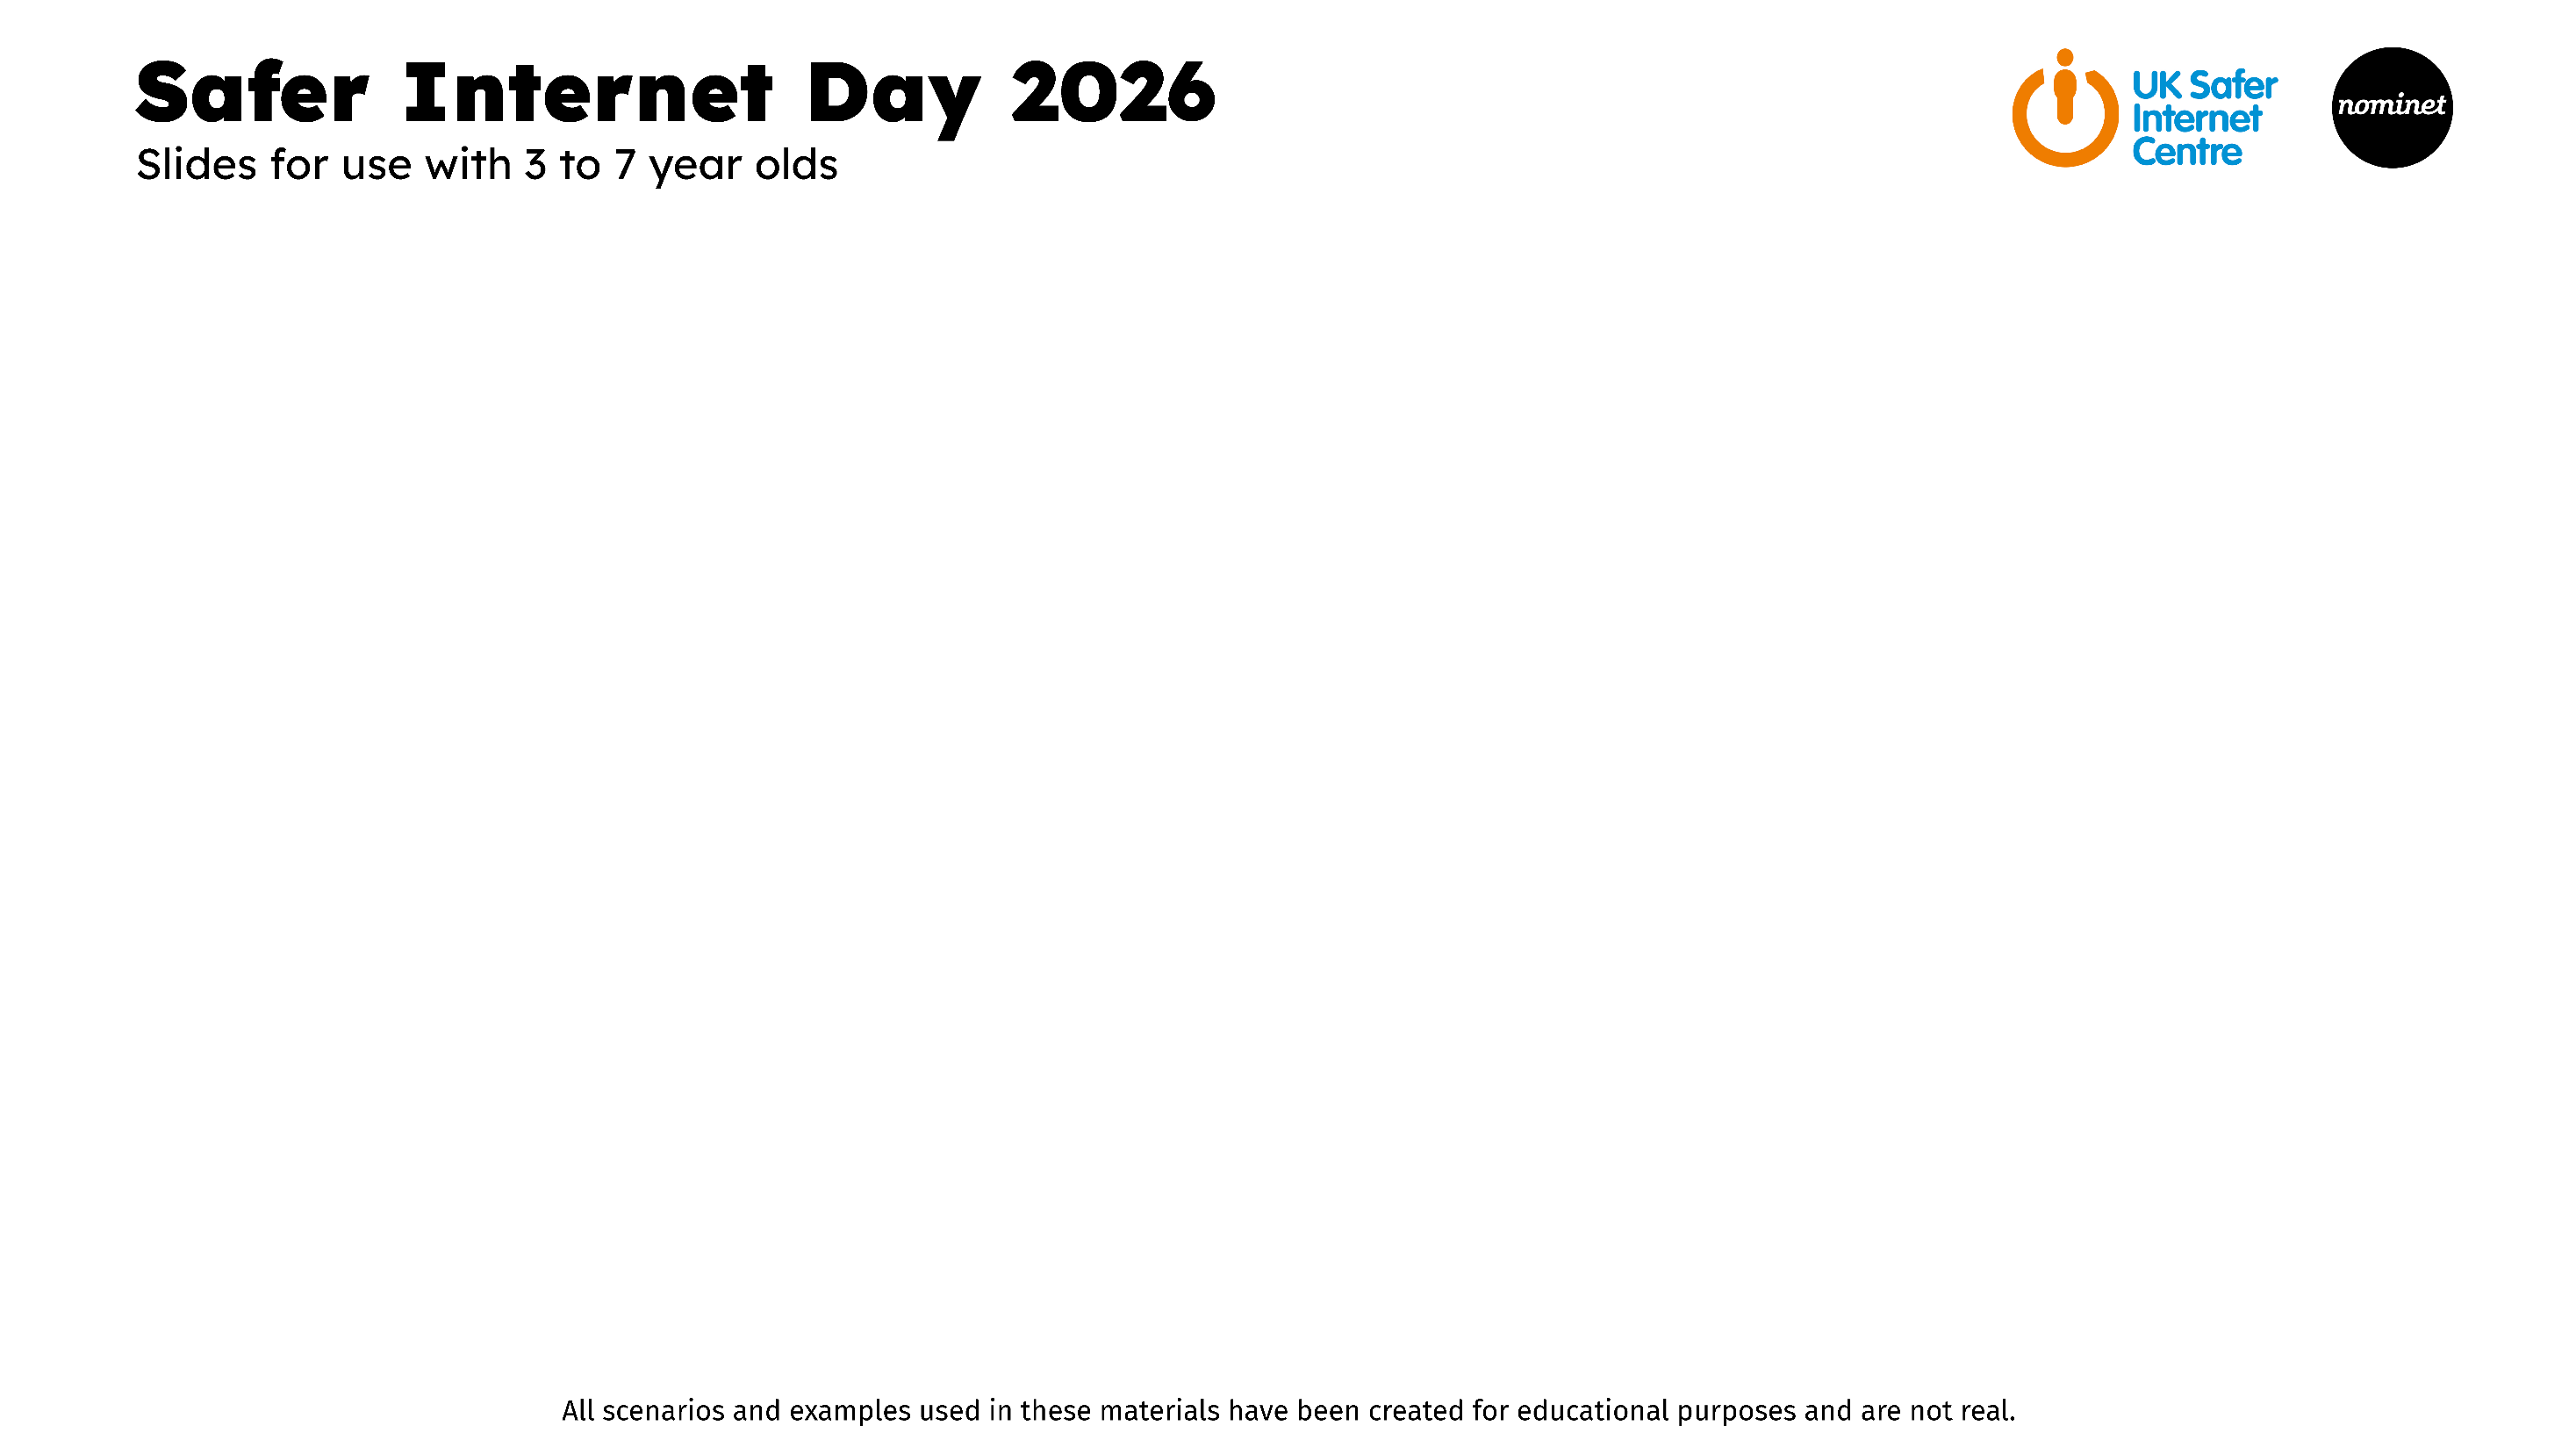 Safer Internet Day 2026
Slides for use with 3 to 7 year olds
UK Safer
Internet
Centre
nominet
All scenarios and examples used in these materials have been created for educational purposes and are not real.